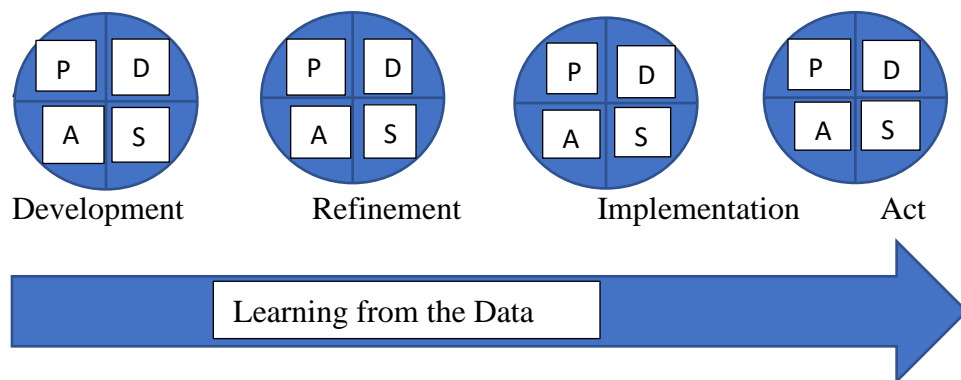 P D P D P D P D
A S A S A S A S
Development Refinement Implementation Act
Learning from the Data